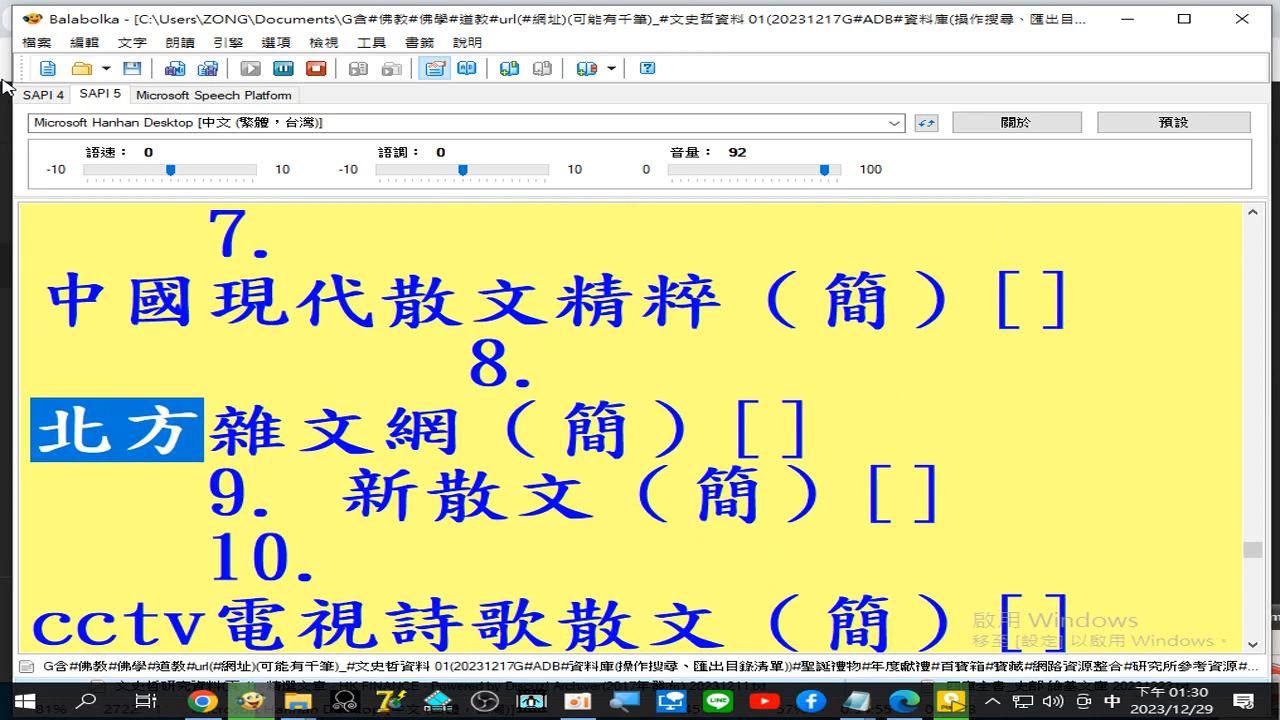 Balabolka - [C:\Users\ZONG\Documents\G含#佛教#佛學#道教#url(#網址)(可能有千筆)_#文史哲資料 01(20231217G#ADB#資料庫(操作搜尋、匯出目...
檔案 編輯 文字 朗讀 引擎 選項 檢視 工具 書籤 說明
SAPI 4 SAPI 5 Microsoft Speech Platform
Microsoft Hanhan Desktop [中文 (繁體，台灣)] 關於 預設
語速： 0 語調： 0 音量： 92
-10 10 -10 10 0 100
7.
中國現代散文精粹（簡）[]
8.
北方雜文網（簡）[]
9. 新散文（簡）[]
10.
cctv電視詩歌散文（簡）[]
啟用 Windows
移至 [設定] 以啟用 Windows。
G含#佛教#佛學#道教#url(#網址)(可能有千筆)_#文史哲資料 01(20231217G#ADB#資料庫(操作搜尋、匯出目錄清單))#聖誕禮物#年度獻禮#百寶箱#寶藏#網路資源整合#研究所參考資源#...
中 下午 01:30
2023/12/29